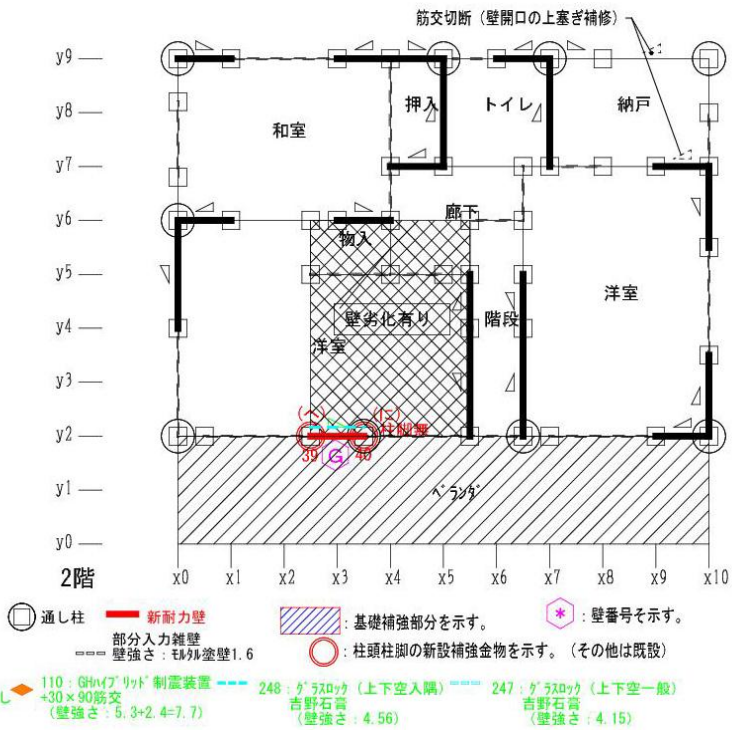 筋交切断（壁開口の上塞ぎ補修）
y9
y8
押入
トイレ
納戸
和室
y7
廊下
y6
物入
y5
洋室
y4
壁劣化有り
階段
洋室
y3
(へ)
(に)
柱脚無
y2
39
G
40
y1
ベランダ
y0
2階
x0 x1 x2 x3 x4 x5 x6 x7 x8 x9 x10
通し柱
新耐力壁
：基礎補強部分を示す。
*
：壁番号そ示す。
部分入力雑壁
壁強さ：モルタル塗壁1.6
：柱頭柱脚の新設補強金物を示す。（その他は既設）
し
110：GHハイブリッド制震装置
+30×90筋交
(壁強さ：5.3+2.4=7.7)
248：グラスロック（上下空入隅）
吉野石膏
(壁強さ：4.56)
247：グラスロック（上下空一般）
吉野石膏
(壁強さ：4.15)